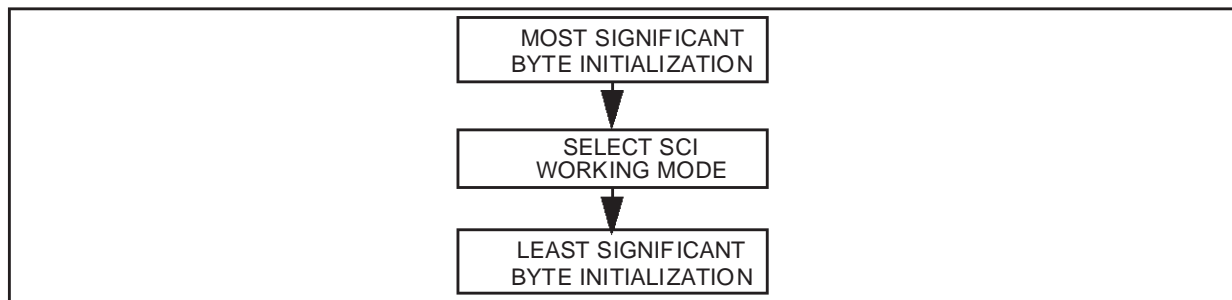 MOST SIGNIFICANT
BYTE INITIALIZATION
SELECT SCI
WORKING MODE
LEAST SIGNIFICANT
BYTE INITIALIZATION